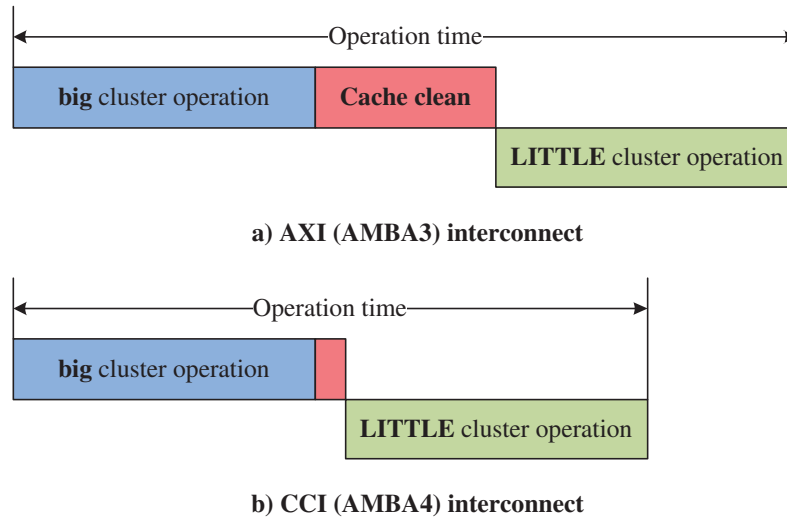 Operation time
big cluster operation
Cache clean
LITTLE cluster operation
a) AXI (AMBA3) interconnect
Operation time
big cluster operation
LITTLE cluster operation
b) CCI (AMBA4) interconnect